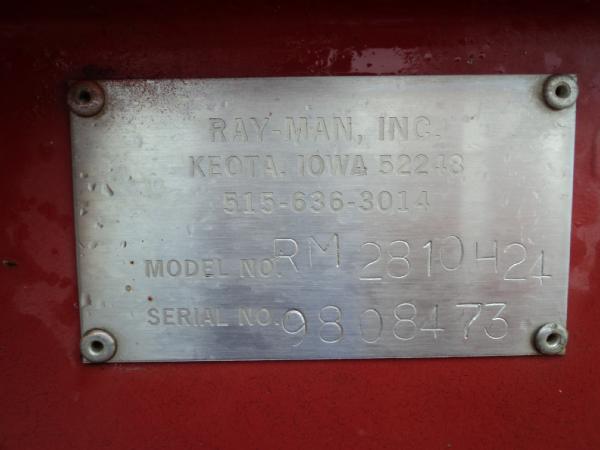 RAY-MAN, INC.
KEOTA, IOWA 52248
515-636-3014
MODEL NO. RM 2810H24
SERIAL NO. 9808473